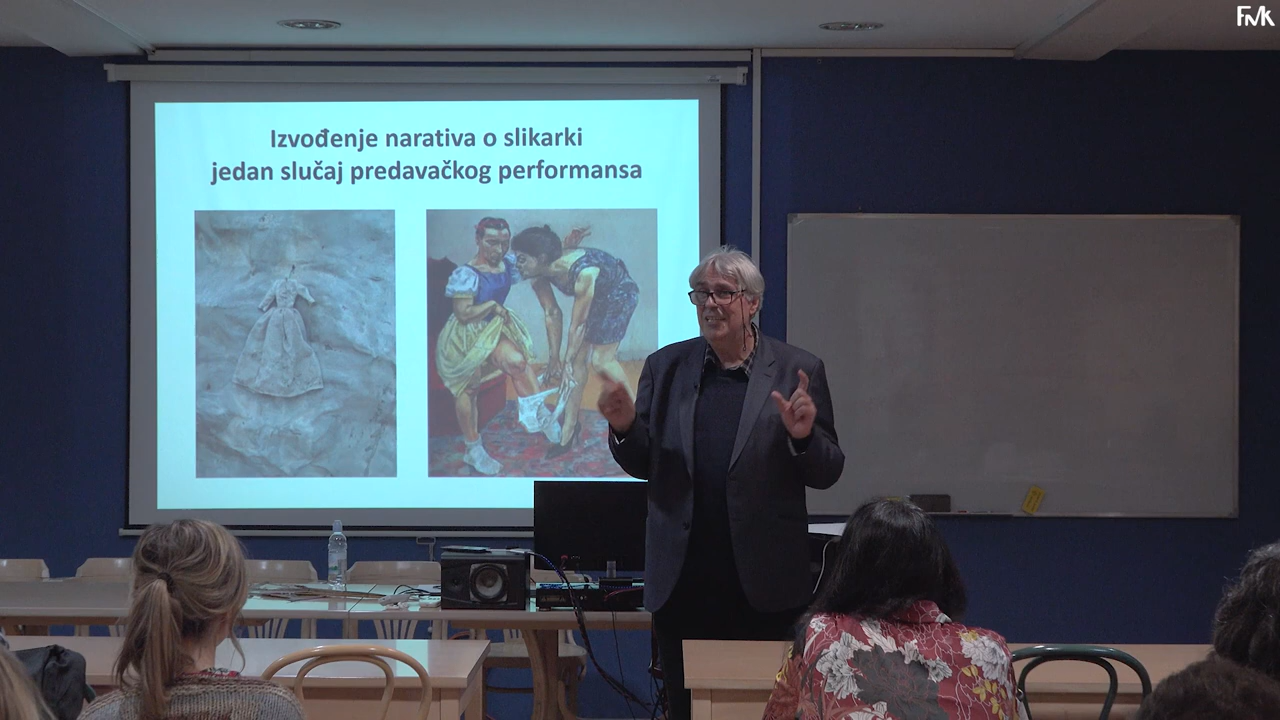 FMK
Izvođenje narativa o slikarki
jedan slučaj predavačkog performansa